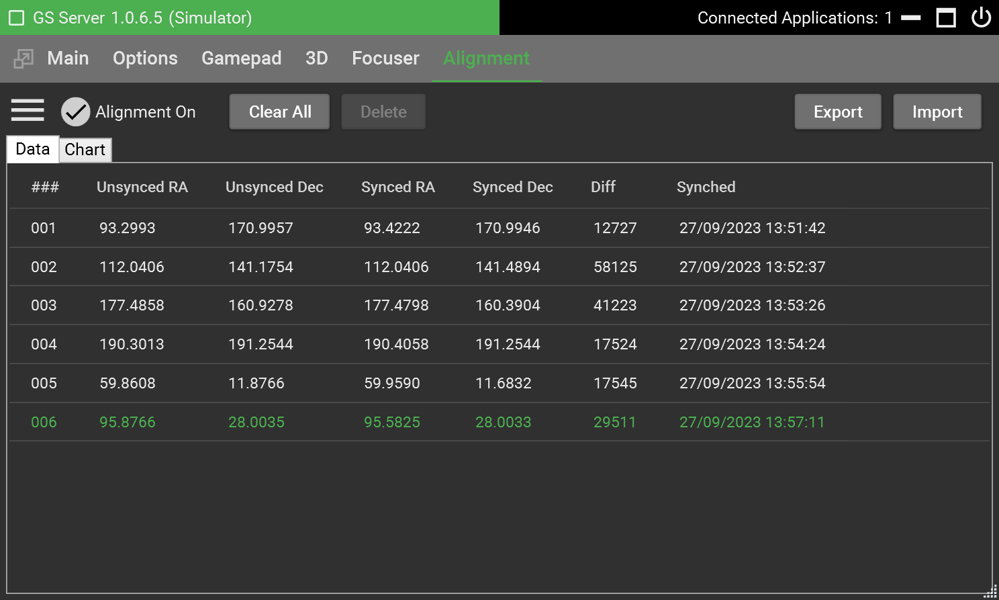 GS Server 1.0.6.5 (Simulator) Connected Applications: 1
Main Options Gamepad 3D Focuser Alignment
Alignment On Clear All Delete Export Import
Data Chart
### Unsynced RA Unsynced Dec Synced RA Synced Dec Diff Synched
001 93.2993 170.9957 93.4222 170.9946 12727 27/09/2023 13:51:42
002 112.0406 141.1754 112.0406 141.4894 58125 27/09/2023 13:52:37
003 177.4858 160.9278 177.4798 160.3904 41223 27/09/2023 13:53:26
004 190.3013 191.2544 190.4058 191.2544 17524 27/09/2023 13:54:24
005 59.8608 11.8766 59.9590 11.6832 17545 27/09/2023 13:55:54
006 95.8766 28.0035 95.5825 28.0033 29511 27/09/2023 13:57:11